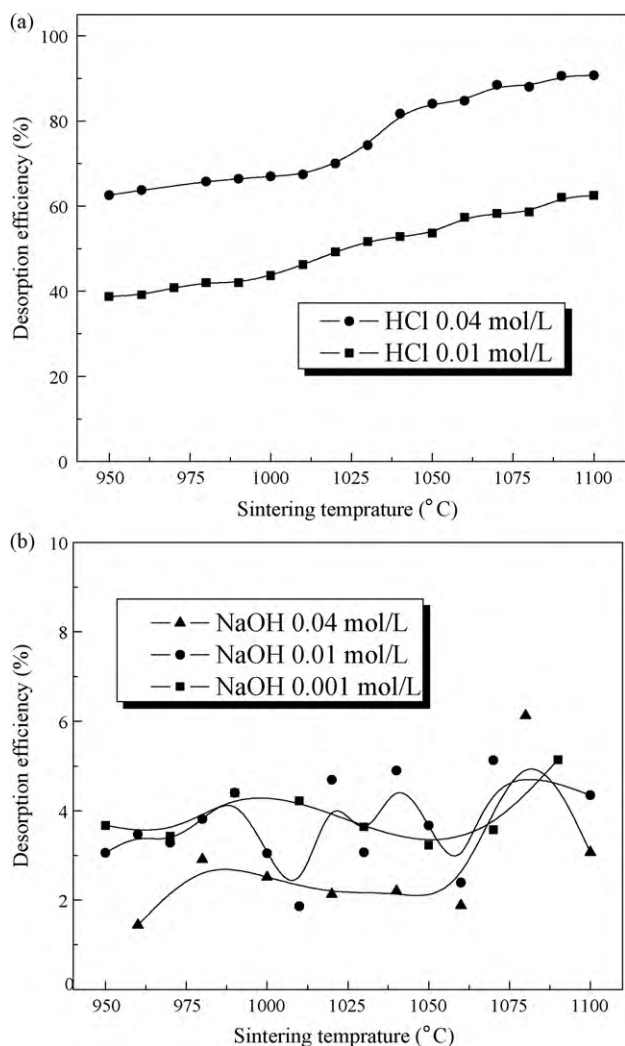 (a)
100
80
60
40
20
0
Desorption efficiency (%)
HCl 0.04 mol/L
HCl 0.01 mol/L
950 975 1000 1025 1050 1075 1100
Sintering temprature (°C)
(b)
10
8
6
4
2
0
Desorption efficiency (%)
NaOH 0.04 mol/L
NaOH 0.01 mol/L
NaOH 0.001 mol/L
950 975 1000 1025 1050 1075 1100
Sintering temprature (°C)